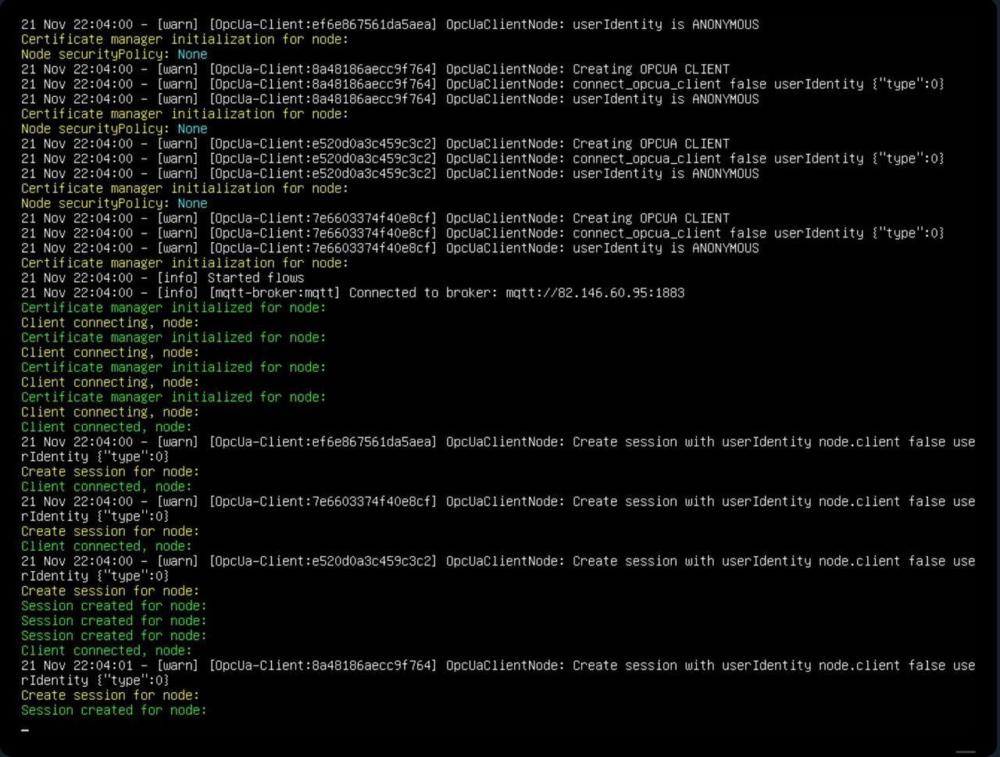 21 Nov 22:04:00 - [warn] [OpcUa-Client:ef6e867561da5aea] OpcUaClientNode: userIdentity is ANONYMOUS
Certificate manager initialization for node:
Node securityPolicy: None
21 Nov 22:04:00 - [warn] [OpcUa-Client:8a48186aecc9f764] OpcUaClientNode: Creating OPCUA CLIENT
21 Nov 22:04:00 - [warn] [OpcUa-Client:8a48186aecc9f764] OpcUaClientNode: connect_opcua_client false userIdentity {"type":0}
21 Nov 22:04:00 - [warn] [OpcUa-Client:8a48186aecc9f764] OpcUaClientNode: userIdentity is ANONYMOUS
Certificate manager initialization for node:
Node securityPolicy: None
21 Nov 22:04:00 - [warn] [OpcUa-Client:e520d0a3c459c3c2] OpcUaClientNode: Creating OPCUA CLIENT
21 Nov 22:04:00 - [warn] [OpcUa-Client:e520d0a3c459c3c2] OpcUaClientNode: connect_opcua_client false userIdentity {"type":0}
21 Nov 22:04:00 - [warn] [OpcUa-Client:e520d0a3c459c3c2] OpcUaClientNode: userIdentity is ANONYMOUS
Certificate manager initialization for node:
Node securityPolicy: None
21 Nov 22:04:00 - [warn] [OpcUa-Client:7e6603374f40e8cf] OpcUaClientNode: Creating OPCUA CLIENT
21 Nov 22:04:00 - [warn] [OpcUa-Client:7e6603374f40e8cf] OpcUaClientNode: connect_opcua_client false userIdentity {"type":0}
21 Nov 22:04:00 - [warn] [OpcUa-Client:7e6603374f40e8cf] OpcUaClientNode: userIdentity is ANONYMOUS
Certificate manager initialization for node:
21 Nov 22:04:00 - [info] Started flows
21 Nov 22:04:00 - [info] [mqtt-broker:mqtt] Connected to broker: mqtt://82.146.60.95:1883
Certificate manager initialized for node:
Client connecting, node:
Certificate manager initialized for node:
Client connecting, node:
Certificate manager initialized for node:
Client connecting, node:
Certificate manager initialized for node:
Client connecting, node:
Client connected, node:
21 Nov 22:04:00 - [warn] [OpcUa-Client:ef6e867561da5aea] OpcUaClientNode: Create session with userIdentity node.client false use
rIdentity {"type":0}
Create session for node:
Client connected, node:
21 Nov 22:04:00 - [warn] [OpcUa-Client:7e6603374f40e8cf] OpcUaClientNode: Create session with userIdentity node.client false use
rIdentity {"type":0}
Create session for node:
Client connected, node:
21 Nov 22:04:00 - [warn] [OpcUa-Client:e520d0a3c459c3c2] OpcUaClientNode: Create session with userIdentity node.client false use
rIdentity {"type":0}
Create session for node:
Session created for node:
Session created for node:
Session created for node:
Client connected, node:
21 Nov 22:04:01 - [warn] [OpcUa-Client:8a48186aecc9f764] OpcUaClientNode: Create session with userIdentity node.client false use
rIdentity {"type":0}
Create session for node:
Session created for node: